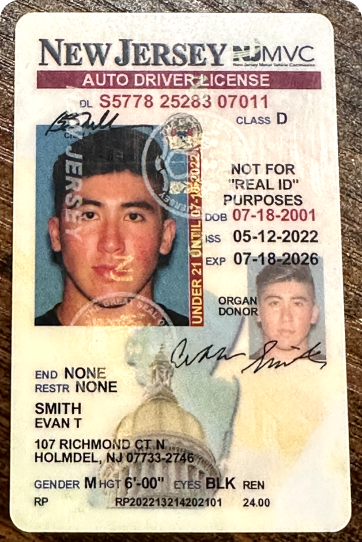 NEW JERSEY NJMVC
New Jersey Motor Vehicle Commission
AUTO DRIVER LICENSE
DL S5778 25283 07011
CLASS D
NEW JERSEY
UNDER 21 UNTIL 07-18-2022
NOT FOR
"REAL ID"
PURPOSES
DOB 07-18-2001
ISS 05-12-2022
EXP 07-18-2026
ORGAN
DONOR
Evan Smith
END NONE
RESTR NONE
SMITH
EVAN T
107 RICHMOND CT N
HOLMDEL, NJ 07733-2746
GENDER M HGT 6'-00" EYES BLK REN
RP RP202213214202101 24.00